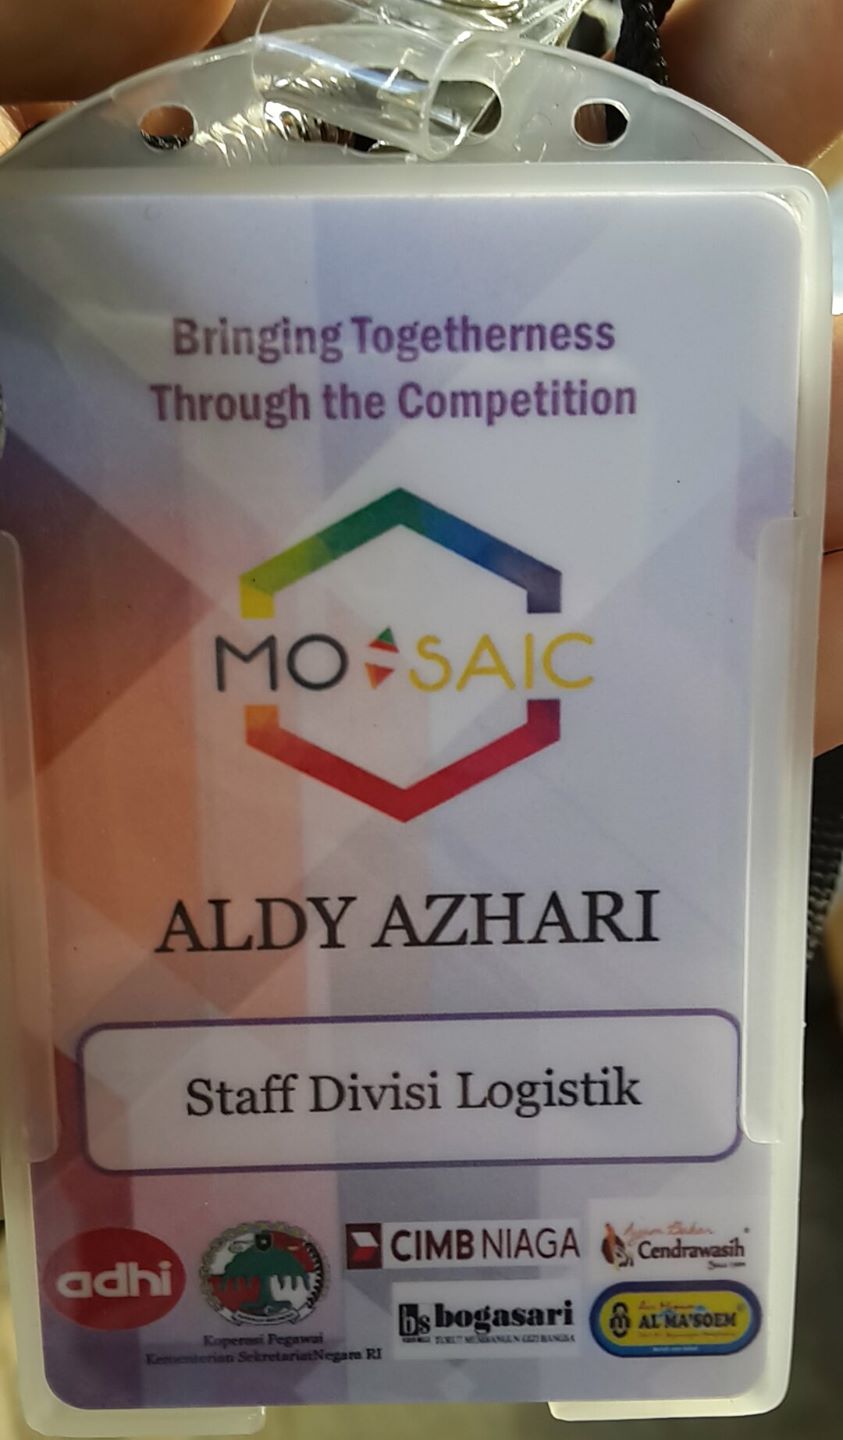 Bringing Togetherness
Through the Competition
MOSAIC
ALDY AZHARI
Staff Divisi Logistik
adhi
Koperasi Pegawai
Kementerian SekretariatNegara RI
CIMB NIAGA
Ayam Bakar
Cendrawasih
bs bogasari
TURUT MEMBANGUN GIZI BANGSA
AL MA'SOEM